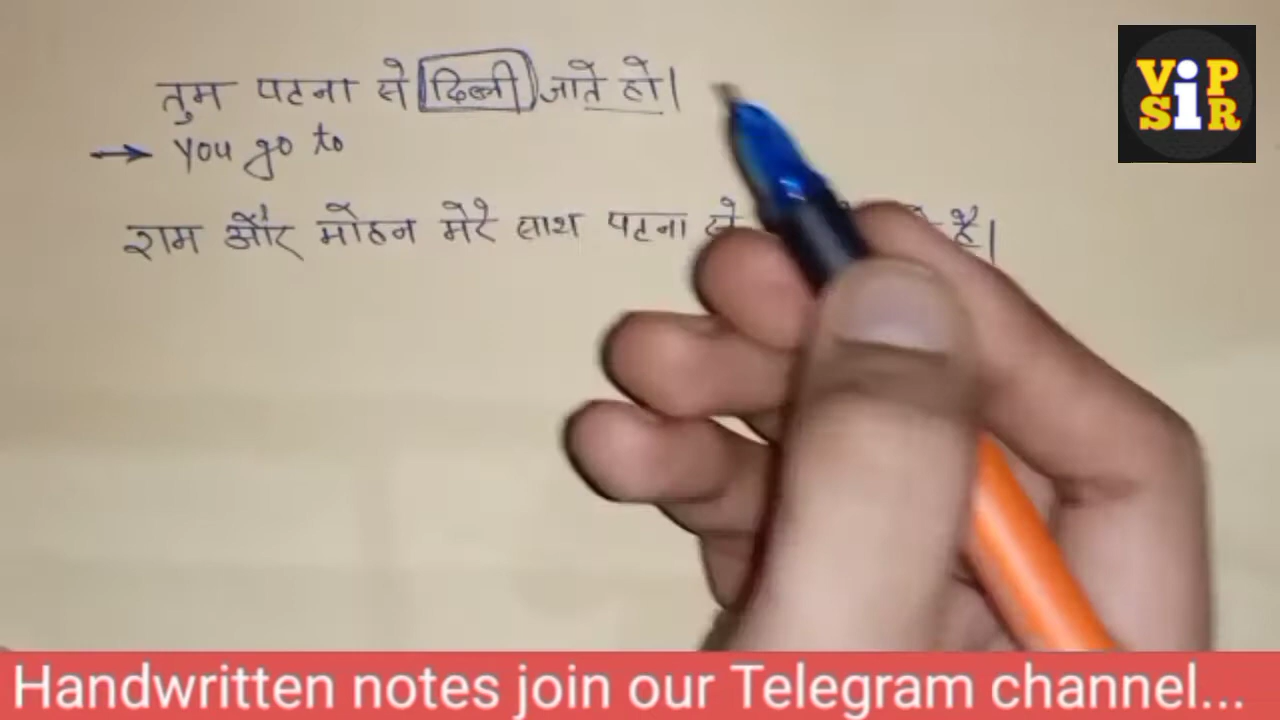 तुम पटना से दिल्ली जाते हो।
→ You go to
राम और मोहन मेरे साथ पटना से है।
ViP
SiR
Handwritten notes join our Telegram channel...